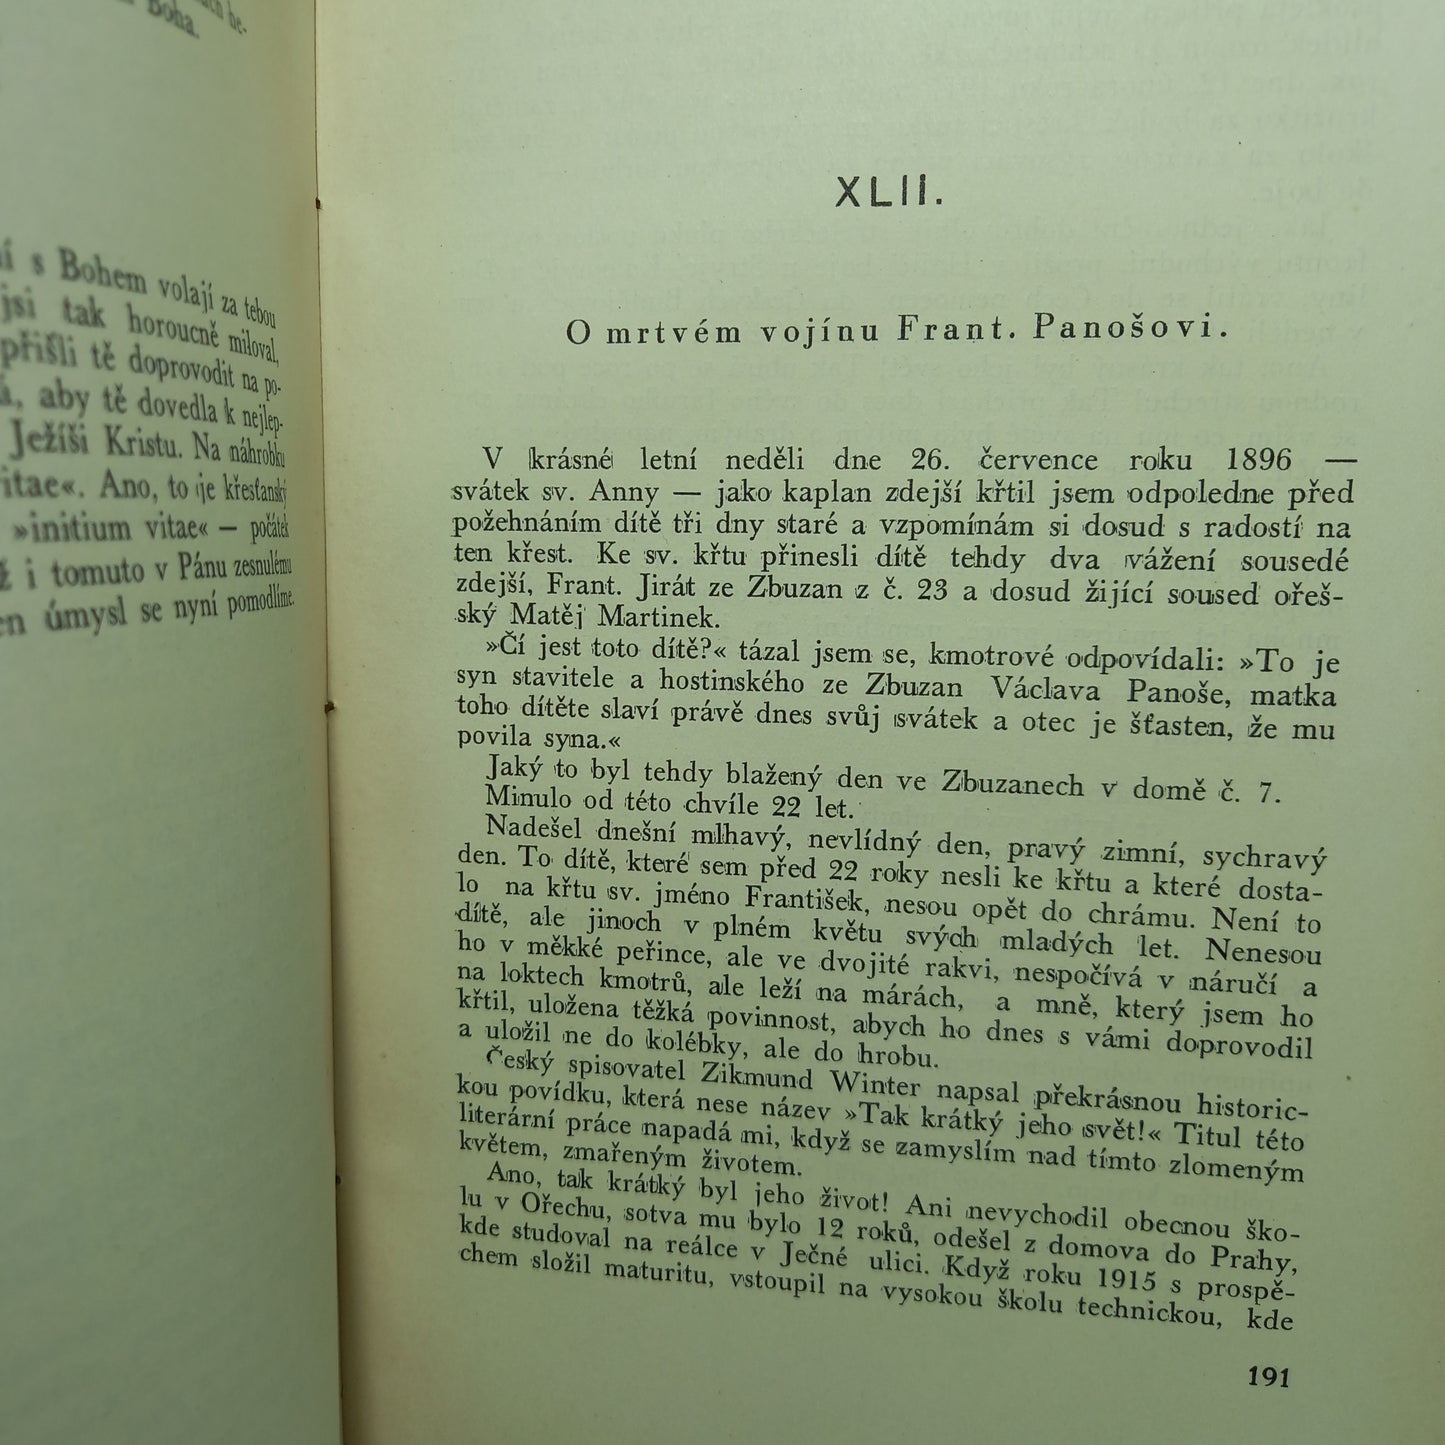 Boha.
s Bohem volají za tebou
jsi tak horoucně miloval,
přišli tě doprovodit na po-
aby tě dovedla k nejlep-
Ježíši Kristu. Na náhrobku
vitae«. Ano, to je křesťanský
»initium vitae« — počátek
i tomuto v Pánu zesnulému
úmysl se nyní pomodlíme.
XLII.
O mrtvém vojínu Frant. Panošovi.
V krásné letní neděli dne 26. července roku 1896 —
svátek sv. Anny — jako kaplan zdejší křtil jsem odpoledne před
požehnáním dítě tři dny staré a vzpomínám si dosud s radostí na
ten křest. Ke sv. křtu přinesli dítě tehdy dva vážení sousedé
zdejší, Frant. Jirát ze Zbuzan z č. 23 a dosud žijící soused ořeš-
ský Matěj Martinek.
»Čí jest toto dítě?« tázal jsem se, kmotrové odpovídali: »To je
syn stavitele a hostinského ze Zbuzan Václava Panoše, matka
toho dítěte slaví právě dnes svůj svátek a otec je šťasten, že mu
povila syna.«
Jaký to byl tehdy blažený den ve Zbuzanech v domě č. 7.
Minulo od této chvíle 22 let.
Nadešel dnešní mlhavý, nevlídný den, pravý zimní, sychravý
den. To dítě, které sem před 22 roky nesli ke křtu a které dosta-
lo na křtu sv. jméno František, nesou opět do chrámu. Není to
dítě, ale jinoch v plném květu svých mladých let. Nenesou
ho v měkké peřince, ale ve dvojité rakvi, nespočívá v náručí a
na loktech kmotrů, ale leží na márách, a mně, který jsem ho
křtil, uložena těžká povinnost, abych ho dnes s vámi doprovodil
a uložil ne do kolébky, ale do hrobu.
Český spisovatel Zikmund Winter napsal překrásnou historic-
kou povídku, která nese název »Tak krátký jeho svět!« Titul této
literární práce napadá mi, když se zamyslím nad tímto zlomeným
květem, zmařeným životem.
Ano, tak krátký byl jeho život! Ani nevychodil obecnou ško-
lu v Ořechu, sotva mu bylo 12 roků, odešel z domova do Prahy,
kde studoval na reálce v Ječné ulici. Když roku 1915 s prospě-
chem složil maturitu, vstoupil na vysokou školu technickou, kde
191